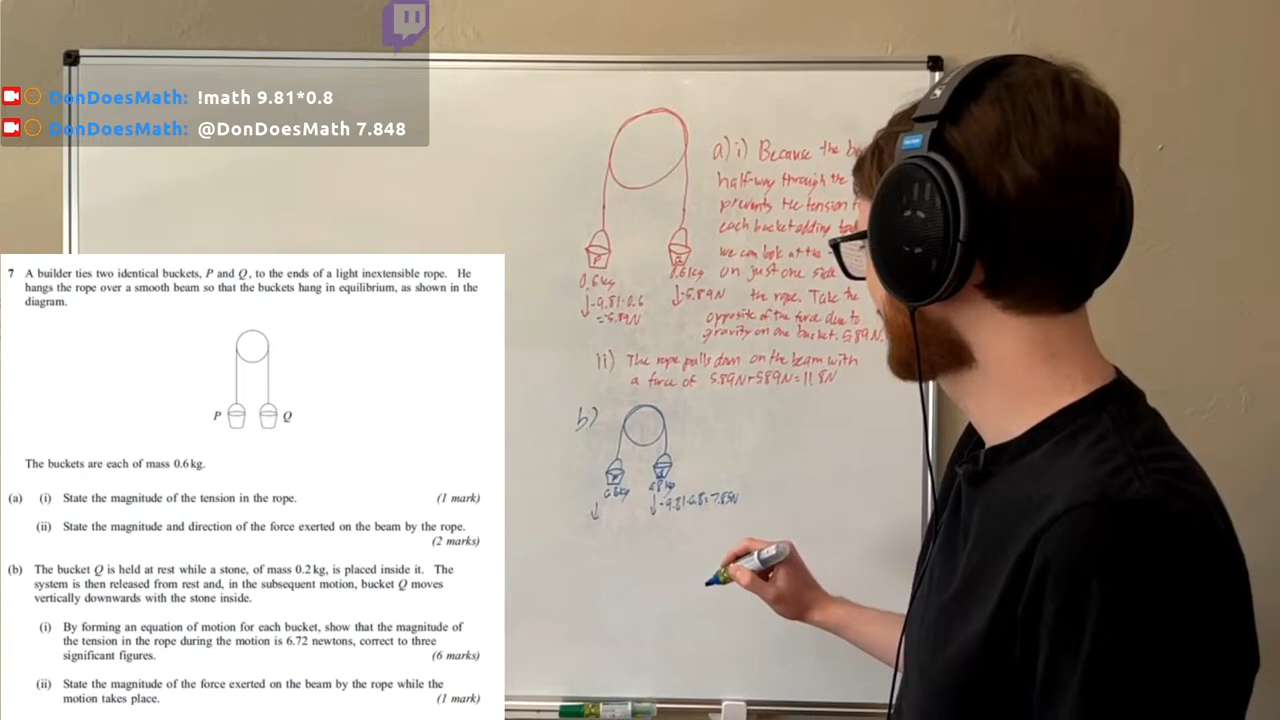 DonDoesMath: !math 9.81*0.8
DonDoesMath: @DonDoesMath 7.848
7 A builder ties two identical buckets, P and Q, to the ends of a light inextensible rope. He
hangs the rope over a smooth beam so that the buckets hang in equilibrium, as shown in the
diagram.
P
Q
The buckets are each of mass 0.6 kg.
(a) (i) State the magnitude of the tension in the rope. (1 mark)
(ii) State the magnitude and direction of the force exerted on the beam by the rope.
(2 marks)
(b) The bucket Q is held at rest while a stone, of mass 0.2 kg, is placed inside it. The
system is then released from rest and, in the subsequent motion, bucket Q moves
vertically downwards with the stone inside.
(i) By forming an equation of motion for each bucket, show that the magnitude of
the tension in the rope during the motion is 6.72 newtons, correct to three
significant figures. (6 marks)
(ii) State the magnitude of the force exerted on the beam by the rope while the
motion takes place. (1 mark)
P
Q
0.6kg
0.6kg
↓-9.81·0.6
=-5.89N
↓-5.89N
a) i) Because the
half-way through the
prevents the tension
each bucket adding
we can look at the
on just one side
the rope. Take the
opposite of the force due to
gravity on one bucket. 5.89N.
ii) The rope pulls down on the beam with
a force of 5.89N+5.89N=11.8N
b)
P
0.6kg
0.8kg
↓
↓-9.81·0.8=7.85N